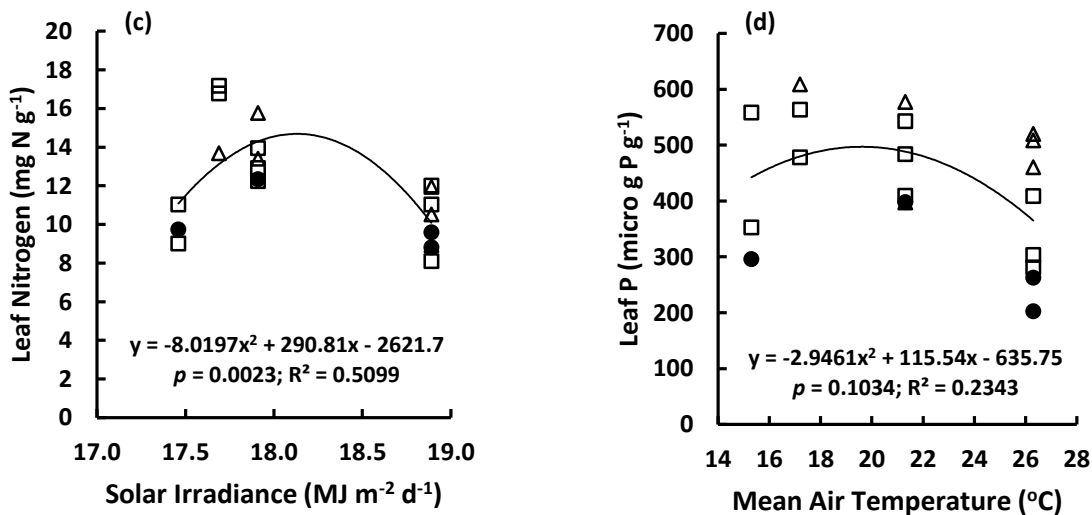 (c)
Leaf Nitrogen (mg N g⁻¹)
20
18
16
14
12
10
8
6
4
2
0
y = -8.0197x² + 290.81x - 2621.7
p = 0.0023; R² = 0.5099
17.0 17.5 18.0 18.5 19.0
Solar Irradiance (MJ m⁻² d⁻¹)
(d)
Leaf P (micro g P g⁻¹)
700
600
500
400
300
200
100
0
y = -2.9461x² + 115.54x - 635.75
p = 0.1034; R² = 0.2343
14 16 18 20 22 24 26 28
Mean Air Temperature (°C)